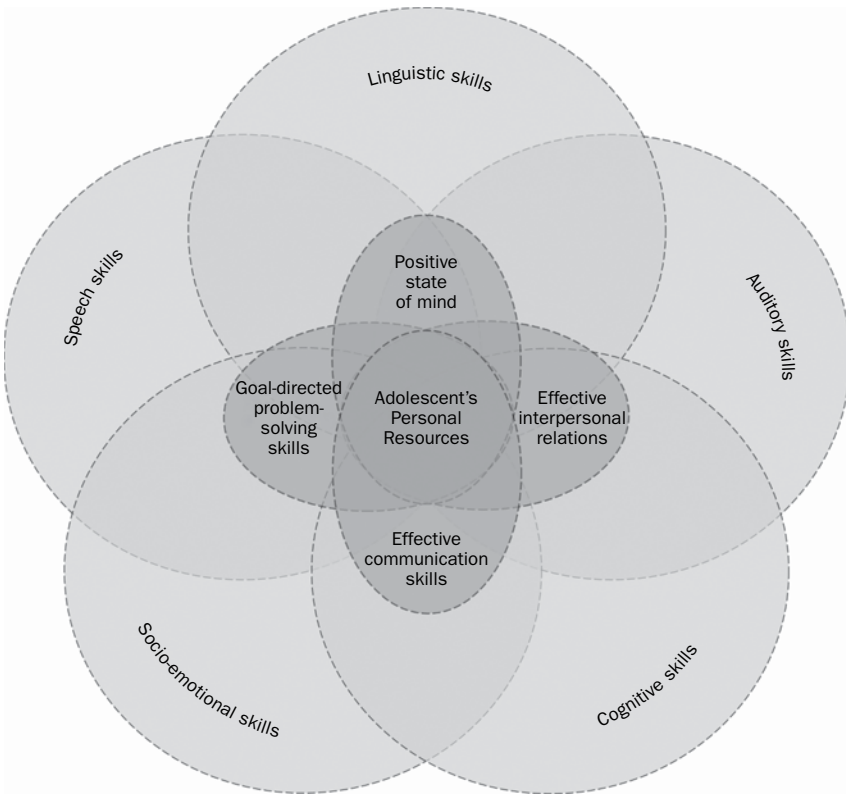 Linguistic skills
Speech skills
Auditory skills
Positive
state
of mind
Goal-directed
problem-
solving
skills
Adolescent's
Personal
Resources
Effective
interpersonal
relations
Effective
communication
skills
Socio-emotional skills
Cognitive skills